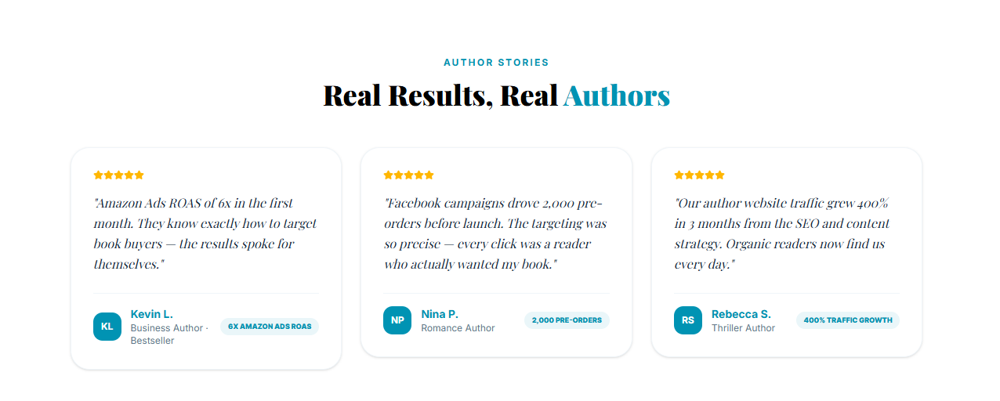 AUTHOR STORIES
Real Results, Real Authors
"Amazon Ads ROAS of 6x in the first
month. They know exactly how to target
book buyers — the results spoke for
themselves."
KL
Kevin L.
Business Author ·
Bestseller
6X AMAZON ADS ROAS
"Facebook campaigns drove 2,000 pre-
orders before launch. The targeting was
so precise — every click was a reader
who actually wanted my book."
NP
Nina P.
Romance Author
2,000 PRE-ORDERS
"Our author website traffic grew 400%
in 3 months from the SEO and content
strategy. Organic readers now find us
every day."
RS
Rebecca S.
Thriller Author
400% TRAFFIC GROWTH